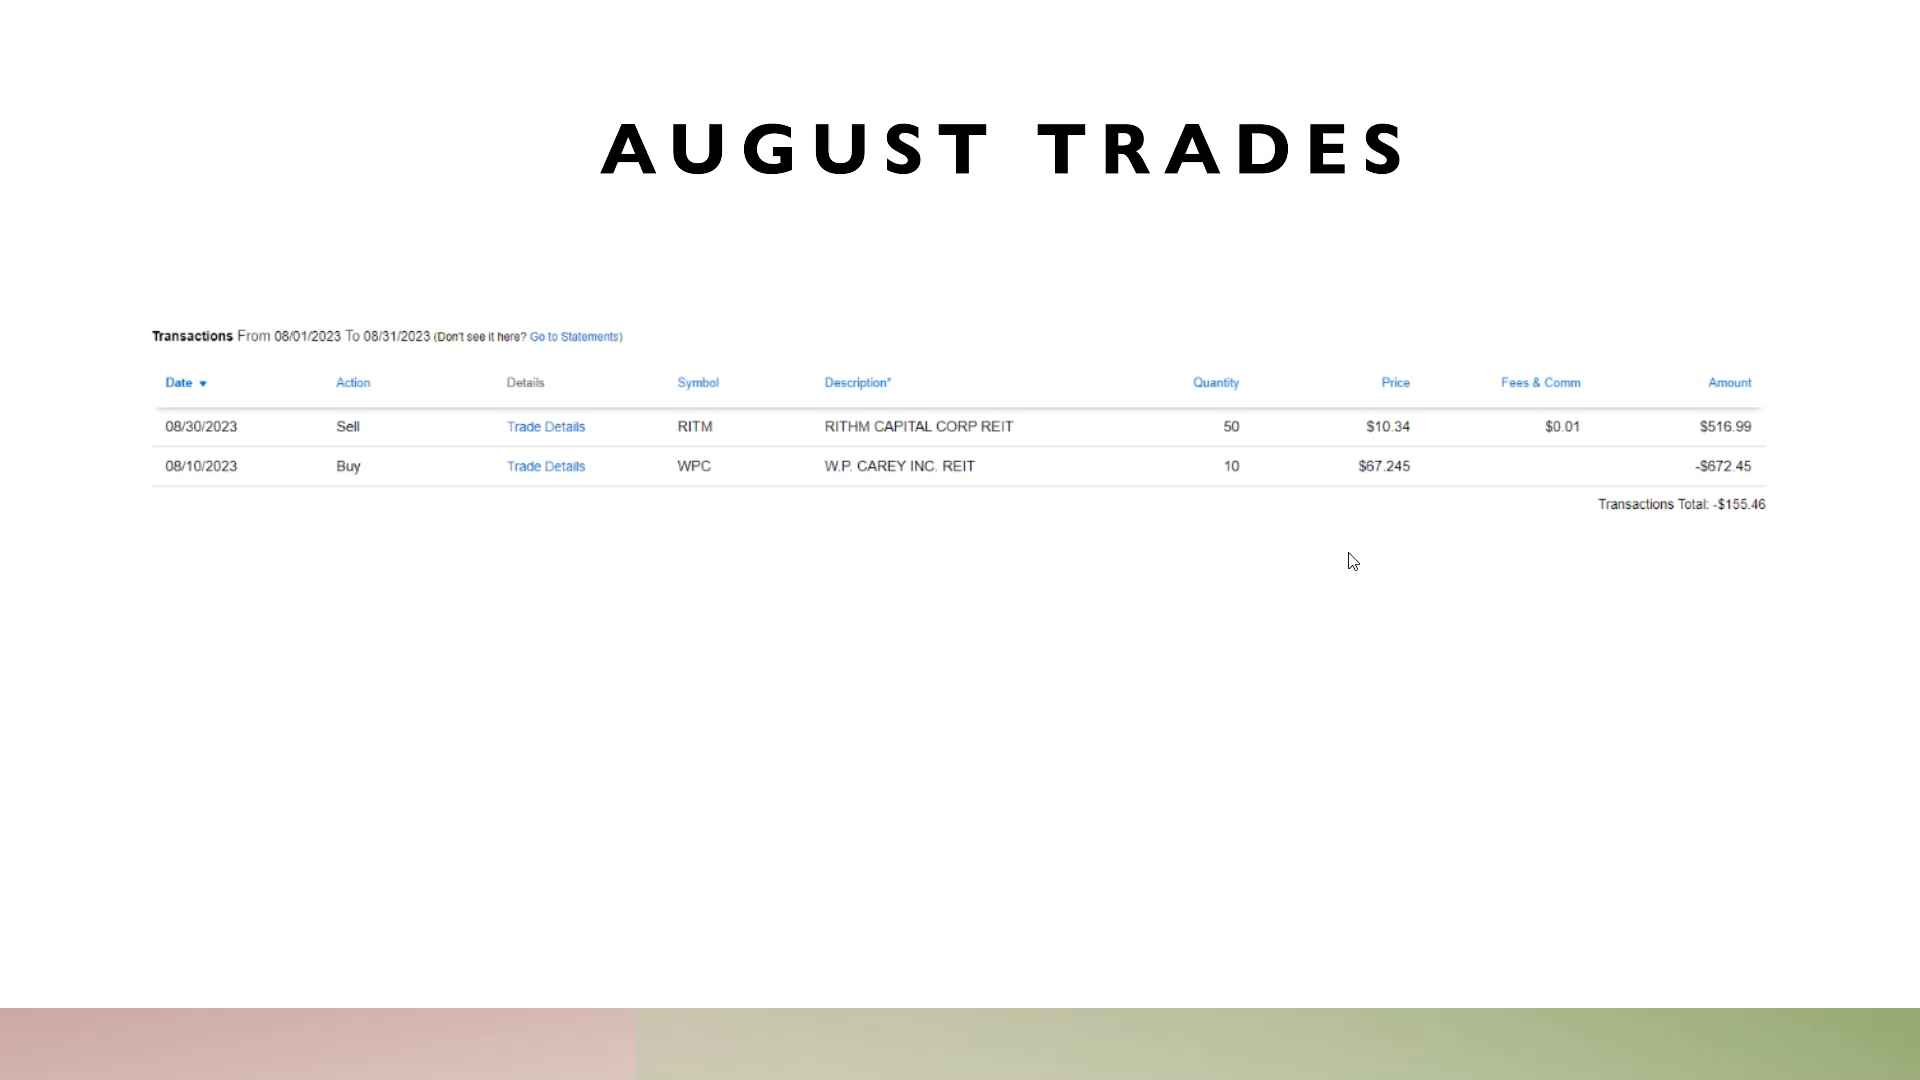 AUGUST TRADES
Transactions From 08/01/2023 To 08/31/2023 (Don't see it here? Go to Statements)
Date ▼ Action Details Symbol Description* Quantity Price Fees & Comm Amount
08/30/2023 Sell Trade Details RITM RITHM CAPITAL CORP REIT 50 $10.34 $0.01 $516.99
08/10/2023 Buy Trade Details WPC W.P. CAREY INC. REIT 10 $67.245 -$672.45
Transactions Total: -$155.46